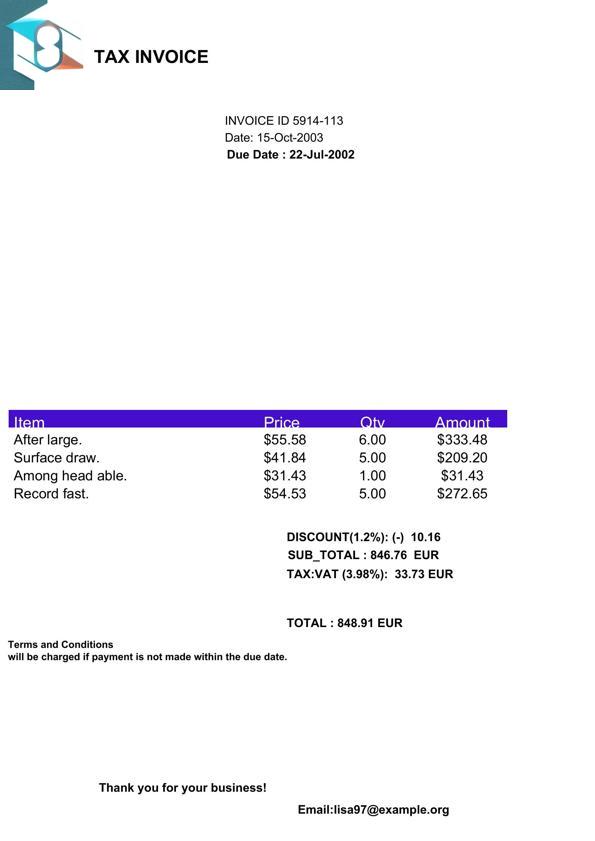 TAX INVOICE
INVOICE ID 5914-113
Date: 15-Oct-2003
Due Date : 22-Jul-2002
Item Price Qty Amount
After large. $55.58 6.00 $333.48
Surface draw. $41.84 5.00 $209.20
Among head able. $31.43 1.00 $31.43
Record fast. $54.53 5.00 $272.65
DISCOUNT(1.2%): (-) 10.16
SUB_TOTAL : 846.76 EUR
TAX:VAT (3.98%): 33.73 EUR
TOTAL : 848.91 EUR
Terms and Conditions
will be charged if payment is not made within the due date.
Thank you for your business!
Email:lisa97@example.org